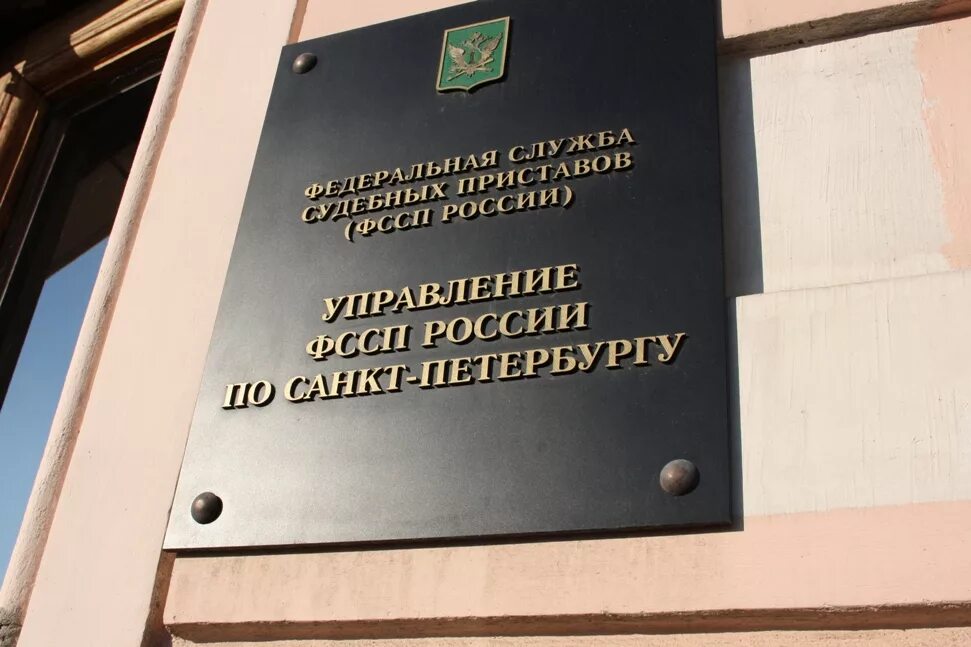 ФЕДЕРАЛЬНАЯ СЛУЖБА
СУДЕБНЫХ ПРИСТАВОВ
(ФССП РОССИИ)
УПРАВЛЕНИЕ
ФССП РОССИИ
ПО САНКТ-ПЕТЕРБУРГУ